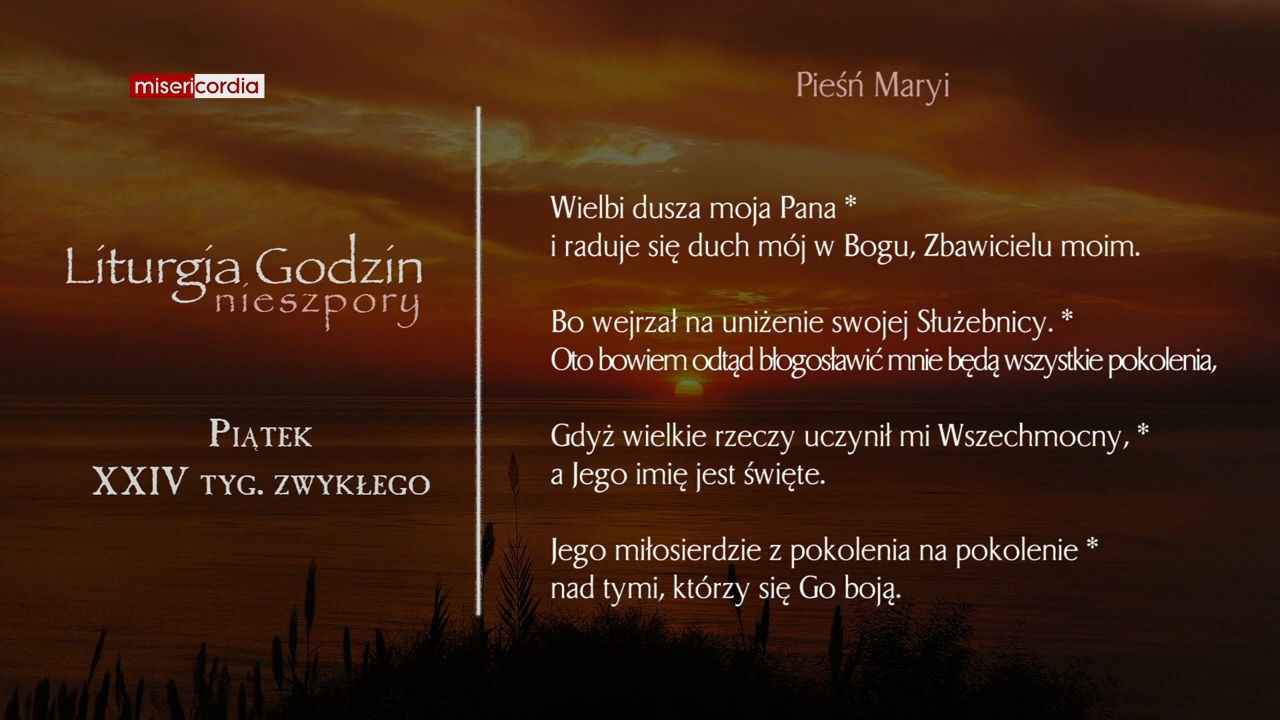 misericordia
Liturgia Godzin
nieszpory
Piątek
XXIV tyg. zwykłego
Pieśń Maryi
Wielbi dusza moja Pana *
i raduje się duch mój w Bogu, Zbawicielu moim.
Bo wejrzał na uniżenie swojej Służebnicy. *
Oto bowiem odtąd błogosławić mnie będą wszystkie pokolenia,
Gdyż wielkie rzeczy uczynił mi Wszechmocny, *
a Jego imię jest święte.
Jego miłosierdzie z pokolenia na pokolenie *
nad tymi, którzy się Go boją.